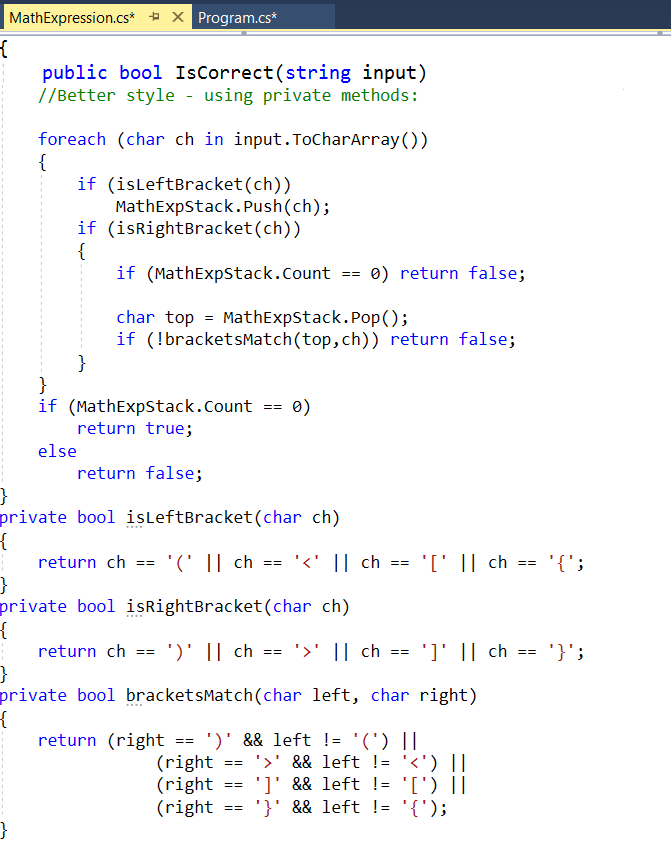 MathExpression.cs* Program.cs*
{
public bool IsCorrect(string input)
//Better style - using private methods:
foreach (char ch in input.ToCharArray())
{
if (isLeftBracket(ch))
MathExpStack.Push(ch);
if (isRightBracket(ch))
{
if (MathExpStack.Count == 0) return false;
char top = MathExpStack.Pop();
if (!bracketsMatch(top,ch)) return false;
}
}
if (MathExpStack.Count == 0)
return true;
else
return false;
}
private bool isLeftBracket(char ch)
{
return ch == '(' || ch == '<' || ch == '[' || ch == '{';
}
private bool isRightBracket(char ch)
{
return ch == ')' || ch == '>' || ch == ']' || ch == '}';
}
private bool bracketsMatch(char left, char right)
{
return (right == ')' && left != '(') ||
(right == '>' && left != '<') ||
(right == ']' && left != '[') ||
(right == '}' && left != '{');
}